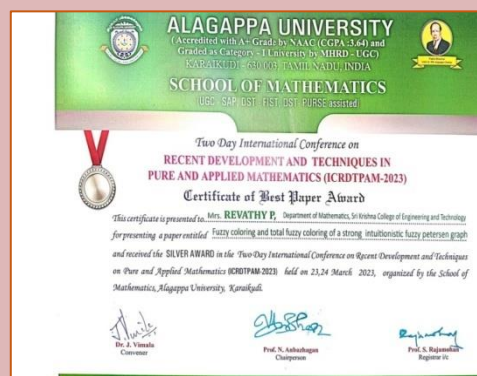 ALAGAPPA UNIVERSITY
(Accredited with A+ Grade by NAAC (CGPA :3.64) and
Graded as Category - I University by MHRD - UGC)
KARAIKUDI - 630 003, TAMIL NADU, INDIA
SCHOOL OF MATHEMATICS
(UGC- SAP, DST -FIST, DST PURSE assisted)
Two Day International Conference on
RECENT DEVELOPMENT AND TECHNIQUES IN
PURE AND APPLIED MATHEMATICS (ICRDTPAM-2023)
Certificate of Best Paper Award
This certificate is presented to Mrs. REVATHY P, Department of Mathematics, Sri Krishna College of Engineering and Technology
for presenting a paper entitled Fuzzy coloring and total fuzzy coloring of a strong intuitionistic fuzzy petersen graph
and received the SILVER AWARD in the Two Day International Conference on Recent Development and Techniques
on Pure and Applied Mathematics (ICRDTPAM-2023) held on 23,24 March 2023, organized by the School of
Mathematics, Alagappa University, Karaikudi.
Dr. J. Vimala
Convener
Prof. N. Anbazhagan
Chairperson
Prof. S. Rajamohan
Registrar i/c